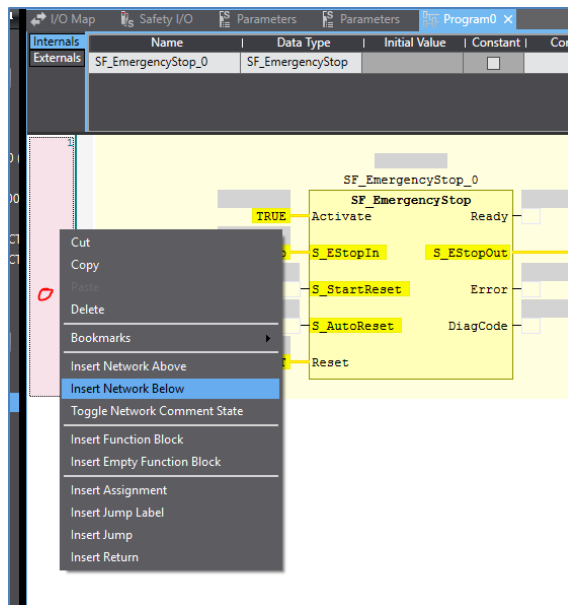 I/O Map Safety I/O Parameters Parameters Program0
Internals Name Data Type Initial Value Constant
Externals SF_EmergencyStop_0 SF_EmergencyStop
1
SF_EmergencyStop_0
SF_EmergencyStop
TRUE Activate Ready
S_EStopIn S_EStopOut
S_StartReset Error
S_AutoReset DiagCode
Reset
Cut
Copy
Paste
Delete
Bookmarks
Insert Network Above
Insert Network Below
Toggle Network Comment State
Insert Function Block
Insert Empty Function Block
Insert Assignment
Insert Jump Label
Insert Jump
Insert Return